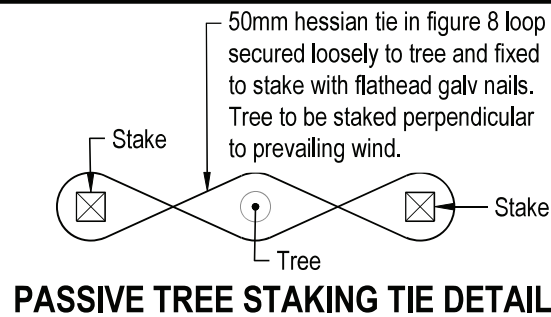 50mm hessian tie in figure 8 loop
secured loosely to tree and fixed
to stake with flathead galv nails.
Tree to be staked perpendicular
to prevailing wind.
Stake
Stake
Tree
PASSIVE TREE STAKING TIE DETAIL